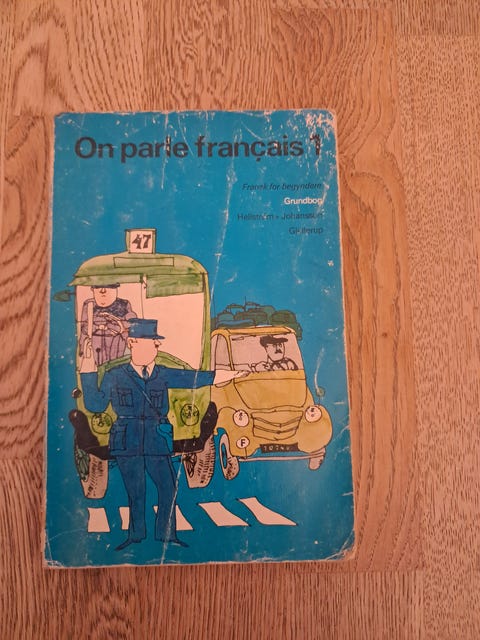 On parle français 1
Fransk for begyndere
Grundbog
Hellström · Johansson
Gjellerup
47
F